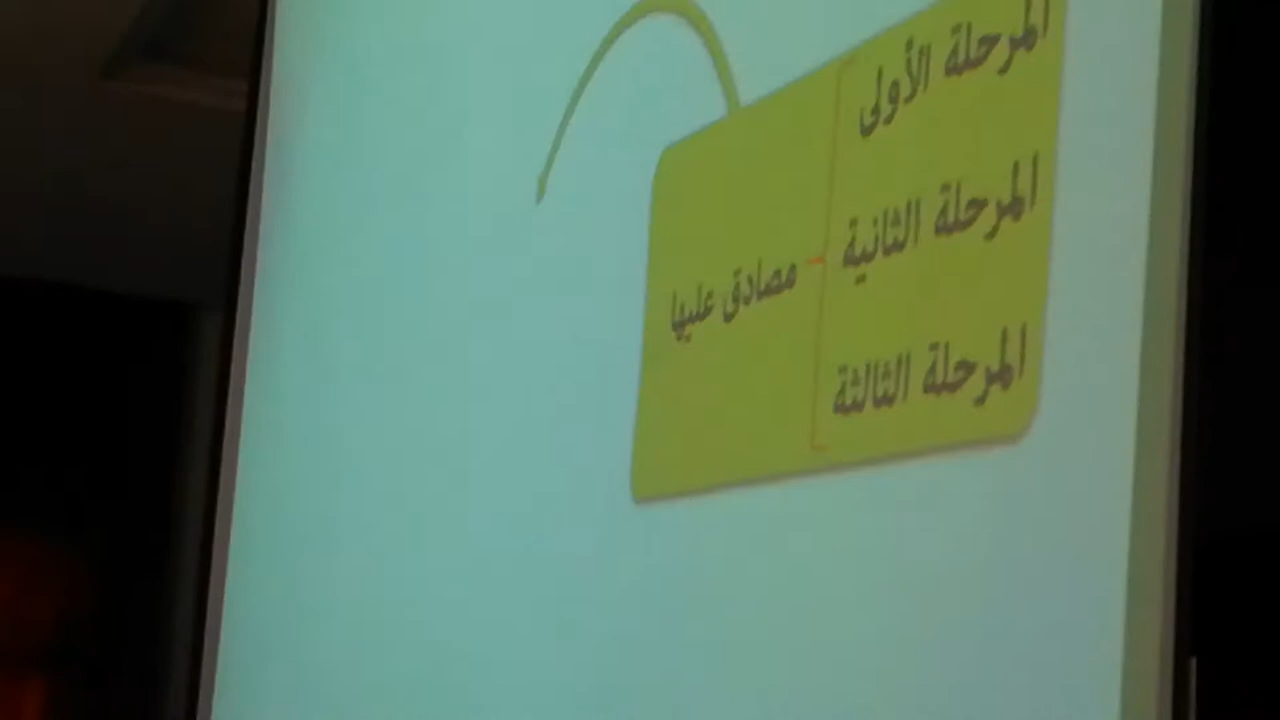 المرحلة الأولى
المرحلة الثانية
مصادق عليها
المرحلة الثالثة